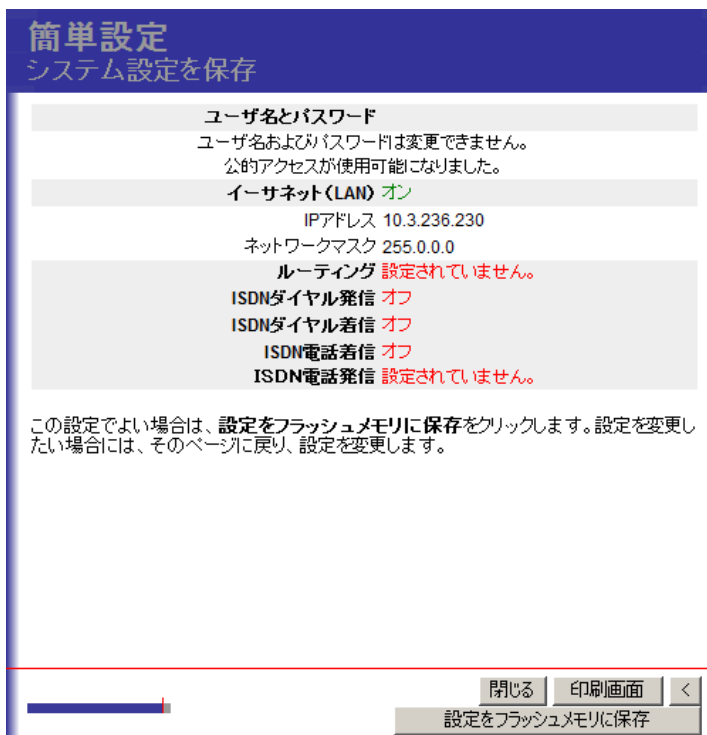 簡単設定
システム設定を保存
ユーザ名とパスワード
ユーザ名およびパスワードは変更できません。
公的アクセスが使用可能になりました。
イーサネット(LAN) オン
IPアドレス 10.3.236.230
ネットワークマスク 255.0.0.0
ルーティング 設定されていません。
ISDNダイヤル発信 オフ
ISDNダイヤル着信 オフ
ISDN電話着信 オフ
ISDN電話発信 設定されていません。
この設定でよい場合は、設定をフラッシュメモリに保存をクリックします。設定を変更し
たい場合には、そのページに戻り、設定を変更します。
閉じる 印刷画面 <
設定をフラッシュメモリに保存